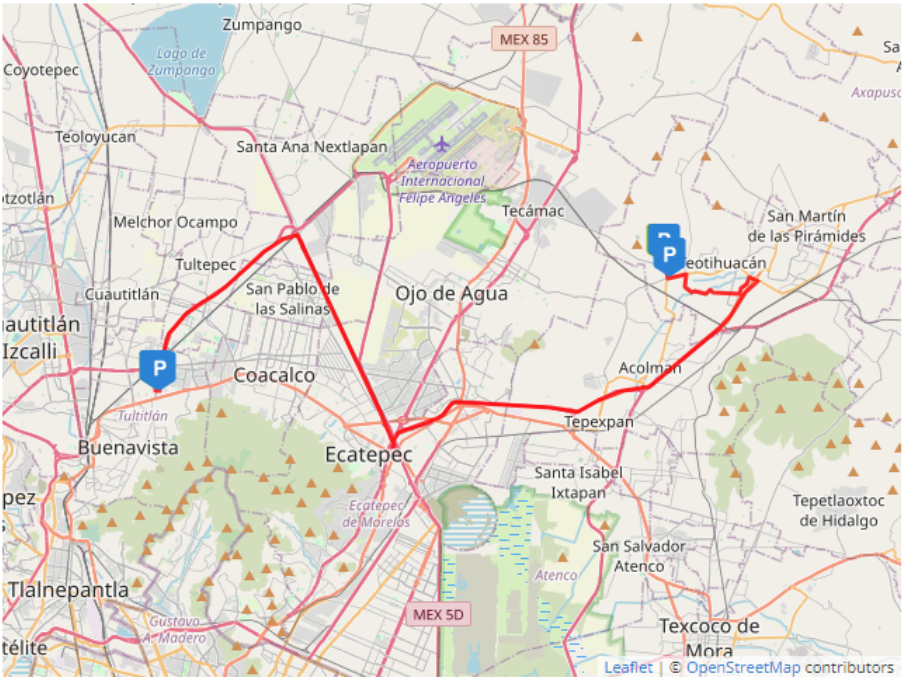 Zumpango
MEX 85
Lago de
Zumpango
Coyotepec
Sa
Axapusc
Teoloyucan
Santa Ana Nextlapan
Aeropuerto
Internacional
Felipe Ángeles
otzotlán
Melchor Ocampo
Tecámac
San Martín
de las Pirámides
Tultepec
P
eotihuacán
Cuautitlán
San Pablo de
las Salinas
Ojo de Agua
autitlán
Izcalli
P
Coacalco
Acolman
Tultitlán
Tepexpan
Buenavista
Ecatepec
Santa Isabel
Ixtapan
pez
Ecatepec
de Morelos
Tepetlaoxtoc
de Hidalgo
San Salvador
Atenco
Atenco
Tlalnepantla
MEX 5D
Gustavo
A. Madero
Texcoco de
Mora
télite
Leaflet | © OpenStreetMap contributors